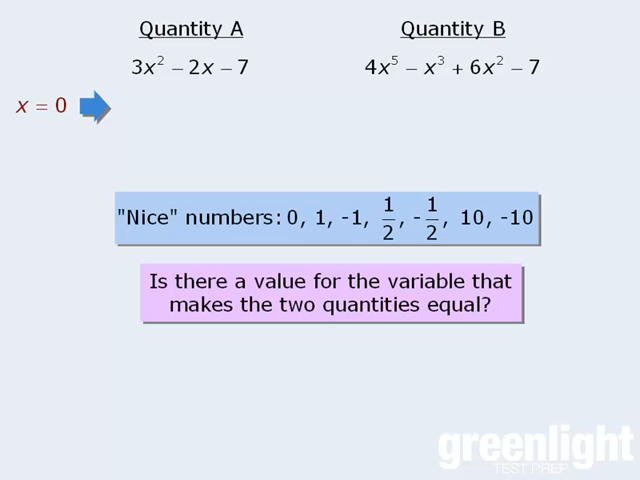 Quantity A Quantity B
3x² – 2x – 7 4x⁵ – x³ + 6x² – 7
x = 0
"Nice" numbers: 0, 1, -1, 1/2, -1/2, 10, -10
Is there a value for the variable that
makes the two quantities equal?
greenlight
TEST PREP